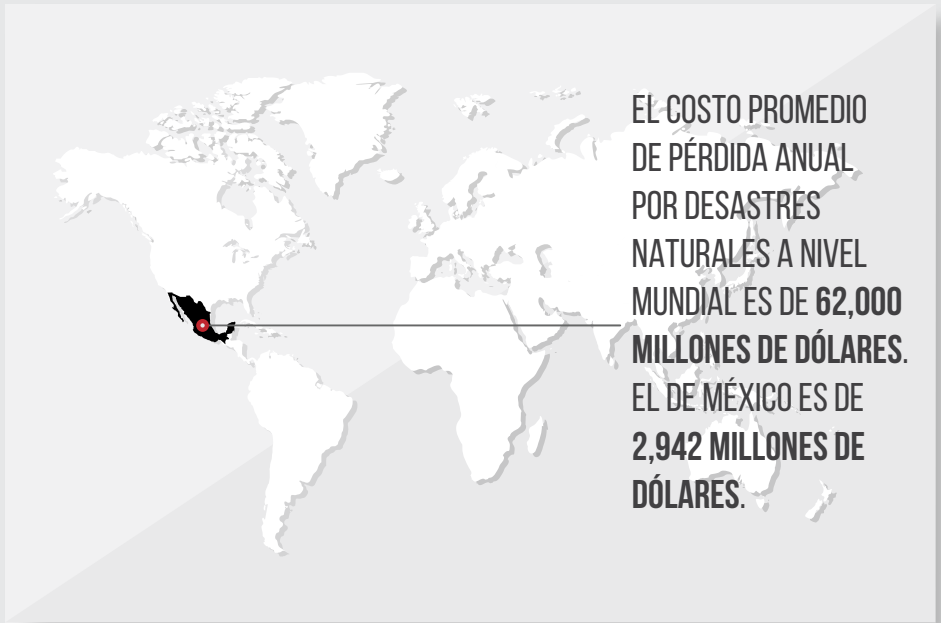 EL COSTO PROMEDIO
DE PÉRDIDA ANUAL
POR DESASTRES
NATURALES A NIVEL
MUNDIAL ES DE 62,000
MILLONES DE DÓLARES.
EL DE MÉXICO ES DE
2,942 MILLONES DE
DÓLARES.